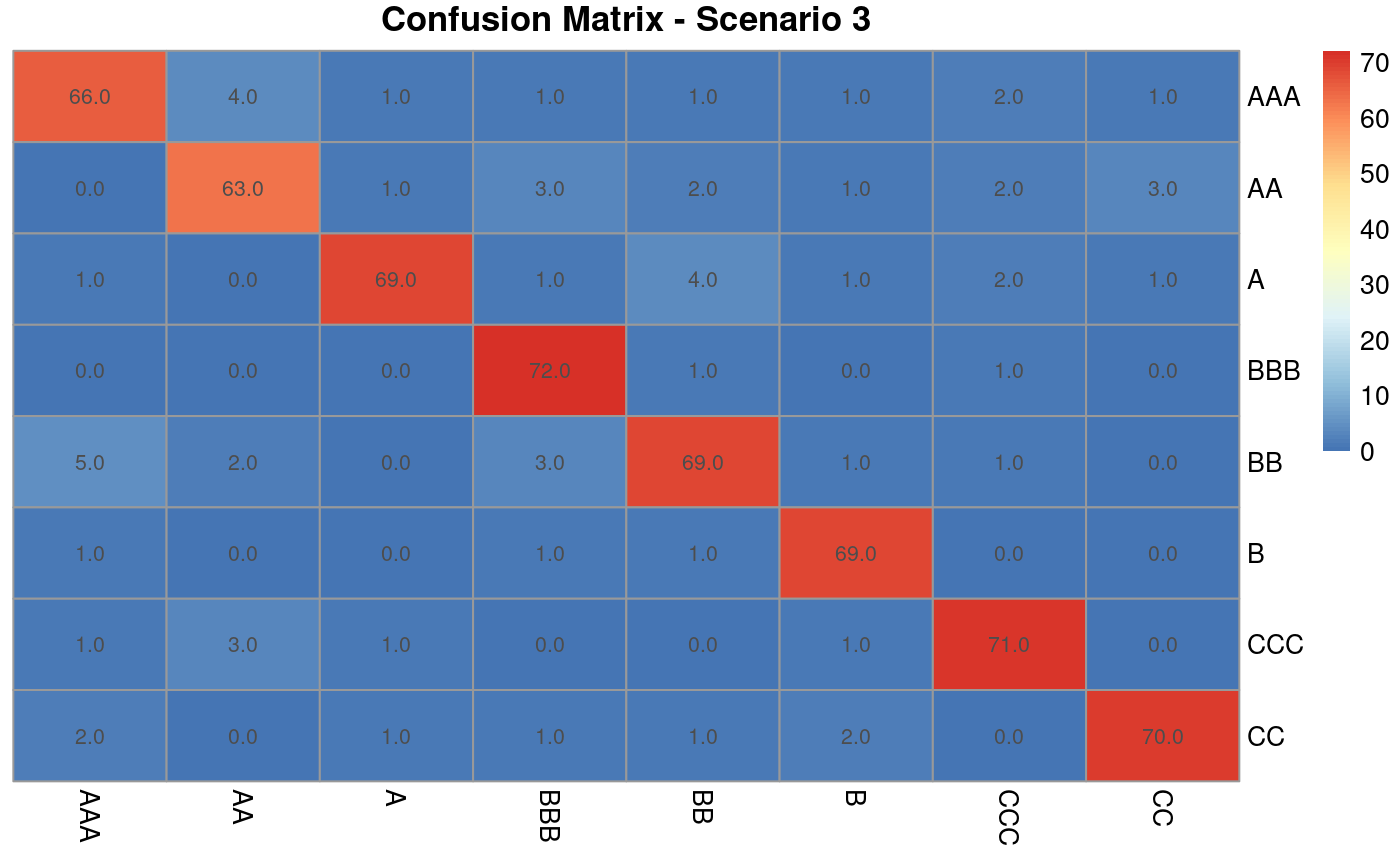 Confusion Matrix - Scenario 3
66.0 4.0 1.0 1.0 1.0 1.0 2.0 1.0 AAA
0.0 63.0 1.0 3.0 2.0 1.0 2.0 3.0 AA
1.0 0.0 69.0 1.0 4.0 1.0 2.0 1.0 A
0.0 0.0 0.0 72.0 1.0 0.0 1.0 0.0 BBB
5.0 2.0 0.0 3.0 69.0 1.0 1.0 0.0 BB
1.0 0.0 0.0 1.0 1.0 69.0 0.0 0.0 B
1.0 3.0 1.0 0.0 0.0 1.0 71.0 0.0 CCC
2.0 0.0 1.0 1.0 1.0 2.0 0.0 70.0 CC
AAA AA A BBB BB B CCC CC
70
60
50
40
30
20
10
0